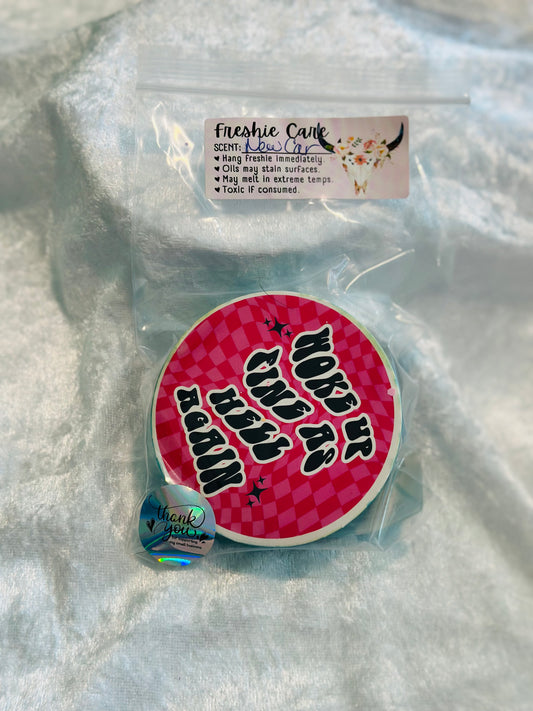 Freshie Care
SCENT: New Car
♥ Hang freshie immediately.
♥ Oils may stain surfaces.
♥ May melt in extreme temps.
♥ Toxic if consumed.
WOKE UP
FINE AS
HELL
AGAIN
thank
you